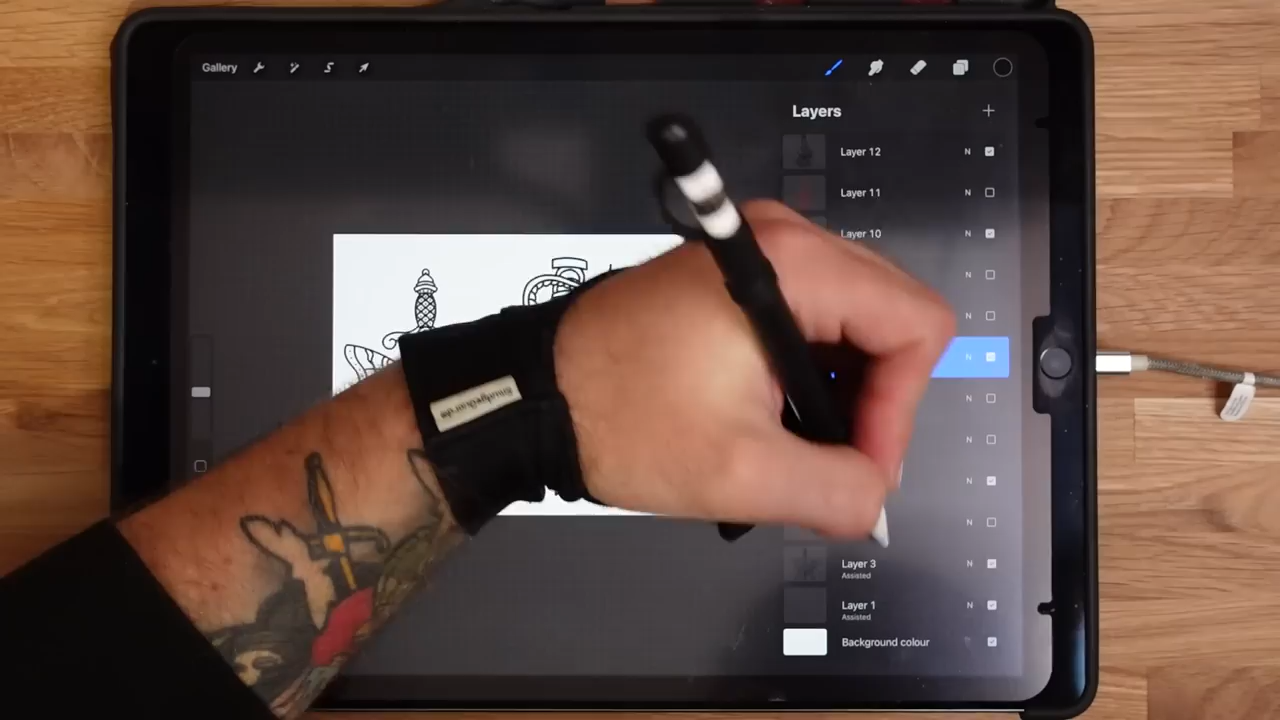 Gallery
Layers
Layer 12
N
Layer 11
N
Layer 10
N
N
N
N
N
N
N
N
Layer 3
N
Assisted
Layer 1
N
Assisted
Background colour